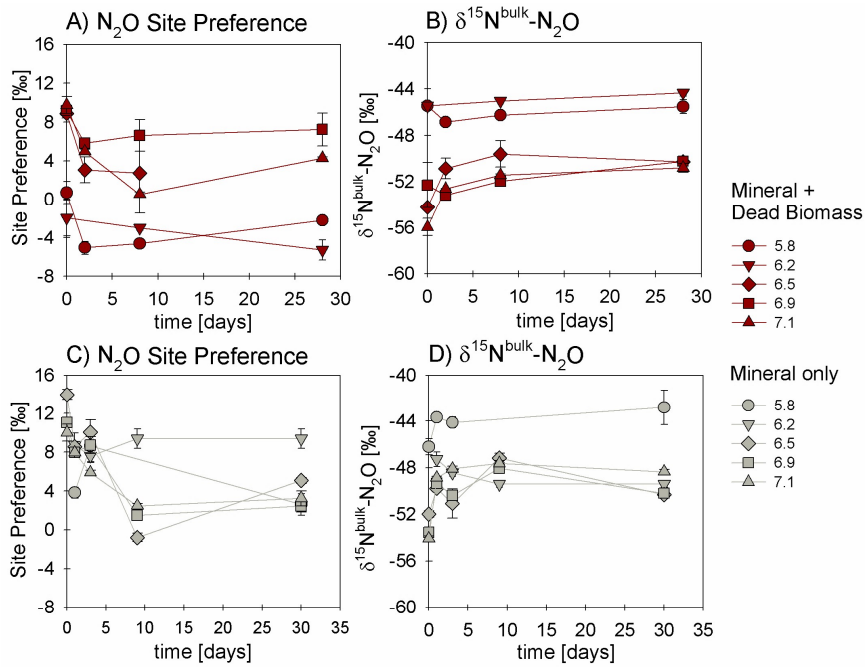 A) N₂O Site Preference
B) δ¹⁵Nᵇᵘˡᵏ-N₂O
16
12
8
4
0
-4
-8
Site Preference [‰]
0 5 10 15 20 25 30
time [days]
-40
-44
-48
-52
-56
-60
δ¹⁵Nᵇᵘˡᵏ-N₂O [‰]
0 5 10 15 20 25 30
time [days]
Mineral +
Dead Biomass
5.8
6.2
6.5
6.9
7.1
C) N₂O Site Preference
D) δ¹⁵Nᵇᵘˡᵏ-N₂O
16
12
8
4
0
-4
-8
Site Preference [‰]
0 5 10 15 20 25 30 35
time [days]
-40
-44
-48
-52
-56
-60
δ¹⁵Nᵇᵘˡᵏ-N₂O [‰]
0 5 10 15 20 25 30 35
time [days]
Mineral only
5.8
6.2
6.5
6.9
7.1